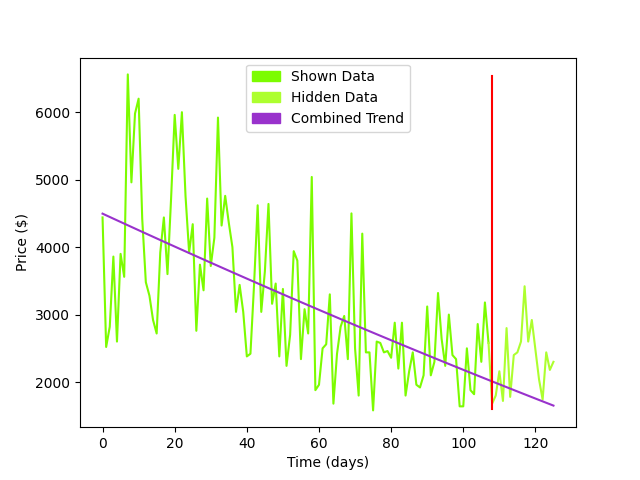 Shown Data
Hidden Data
Combined Trend
Price ($)
6000
5000
4000
3000
2000
0 20 40 60 80 100 120
Time (days)